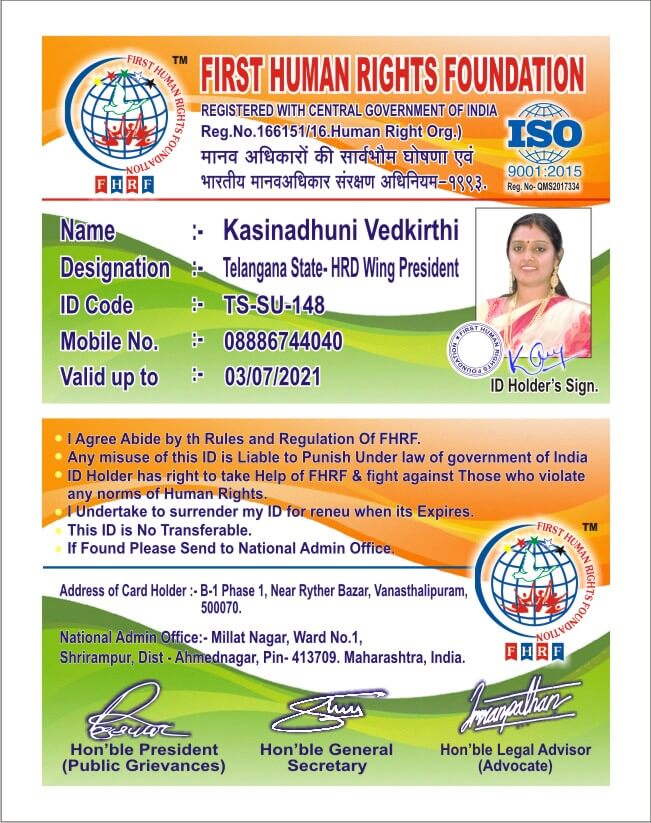 FIRST HUMAN RIGHTS FOUNDATION
TM
FHRF
FIRST HUMAN RIGHTS FOUNDATION
REGISTERED WITH CENTRAL GOVERNMENT OF INDIA
Reg.No.166151/16.Human Right Org.)
मानव अधिकारों की सार्वभौम घोषणा एवं
भारतीय मानवअधिकार संरक्षण अधिनियम-१९९३.
ISO
9001:2015
Reg. No- QMS2017334
Name :- Kasinadhuni Vedkirthi
Designation :- Telangana State- HRD Wing President
ID Code :- TS-SU-148
Mobile No. :- 08886744040
Valid up to :- 03/07/2021
FIRST HUMAN RIGHTS FOUNDATION
ID Holder's Sign.
I Agree Abide by th Rules and Regulation Of FHRF.
Any misuse of this ID is Liable to Punish Under law of government of India
ID Holder has right to take Help of FHRF & fight against Those who violate
any norms of Human Rights.
I Undertake to surrender my ID for reneu when its Expires.
This ID is No Transferable.
If Found Please Send to National Admin Office.
FIRST HUMAN RIGHTS FOUNDATION
TM
FHRF
Address of Card Holder :- B-1 Phase 1, Near Ryther Bazar, Vanasthalipuram,
500070.
National Admin Office:- Millat Nagar, Ward No.1,
Shrirampur, Dist - Ahmednagar, Pin- 413709. Maharashtra, India.
Hon'ble President
(Public Grievances)
Hon'ble General
Secretary
Hon'ble Legal Advisor
(Advocate)